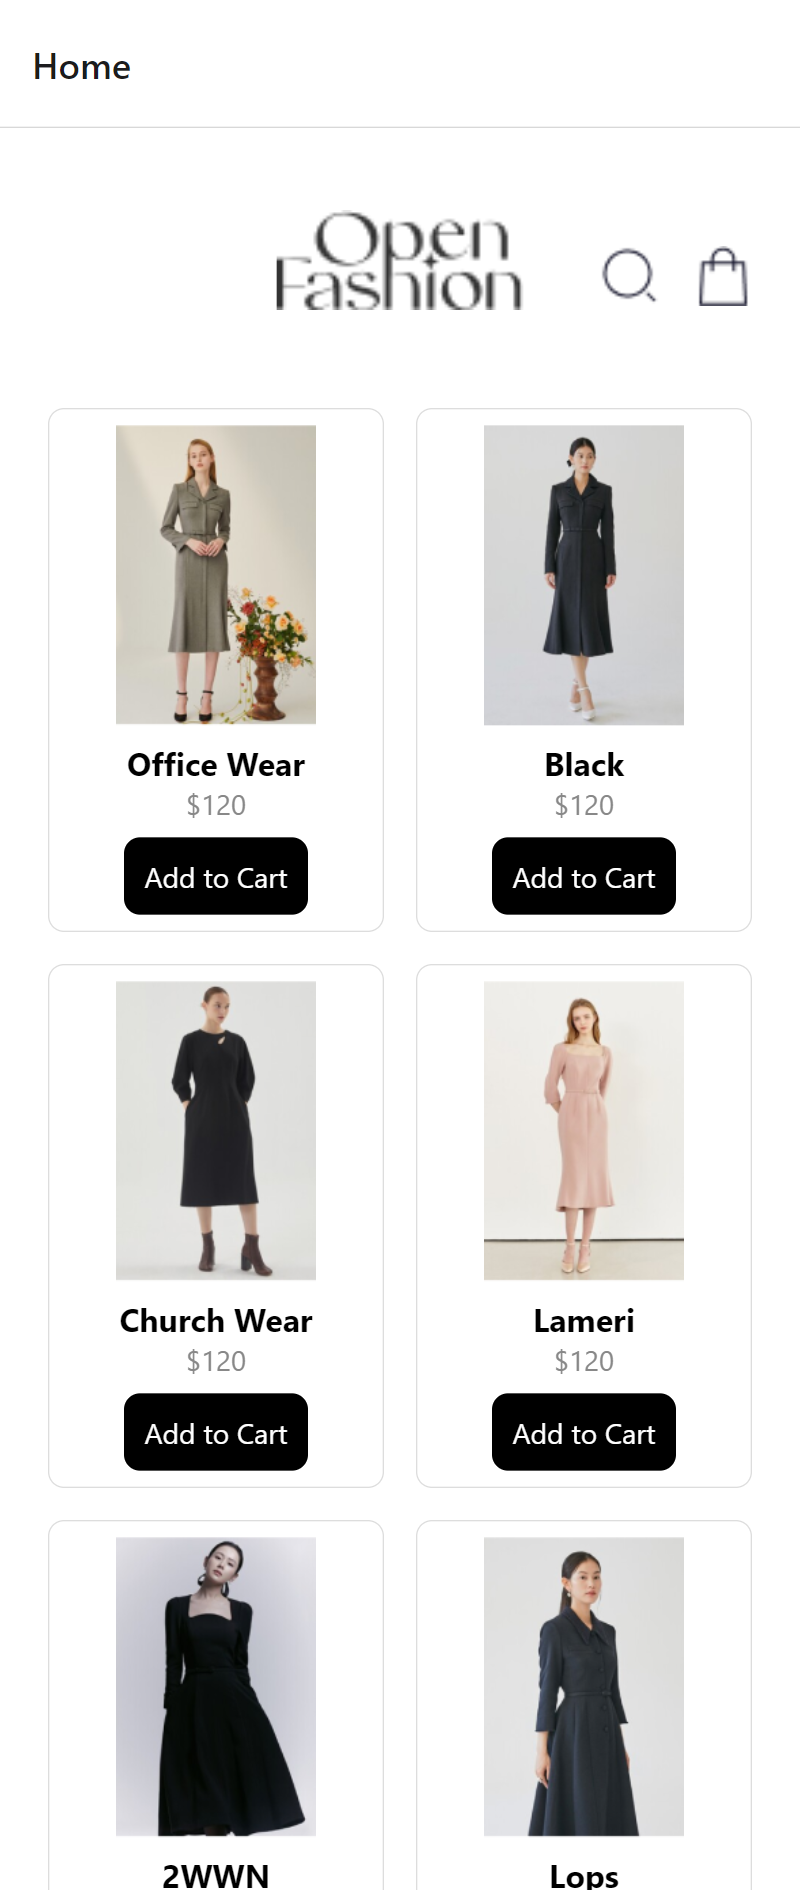 Home
Open
Fashion
Office Wear
$120
Add to Cart
Black
$120
Add to Cart
Church Wear
$120
Add to Cart
Lameri
$120
Add to Cart
2WWN
Lops